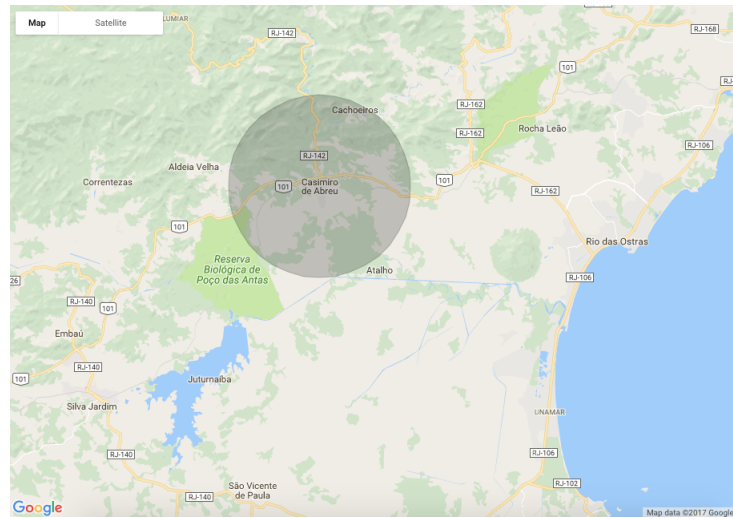 Map
Satellite
LUMIAR
RJ-142
RJ-168
101
RJ-162
Cachoeiros
RJ-162
Rocha Leão
RJ-106
RJ-142
Aldeia Velha
Correntezas
101
Casimiro
de Abreu
101
RJ-162
101
Rio das Ostras
Reserva
Biológica de
Poço das Antas
Atalho
RJ-106
26
RJ-140
101
Embaú
RJ-140
101
Juturnaíba
Silva Jardim
UNAMAR
RJ-140
RJ-106
São Vicente
de Paula
RJ-140
RJ-102
Google
Map data ©2017 Google